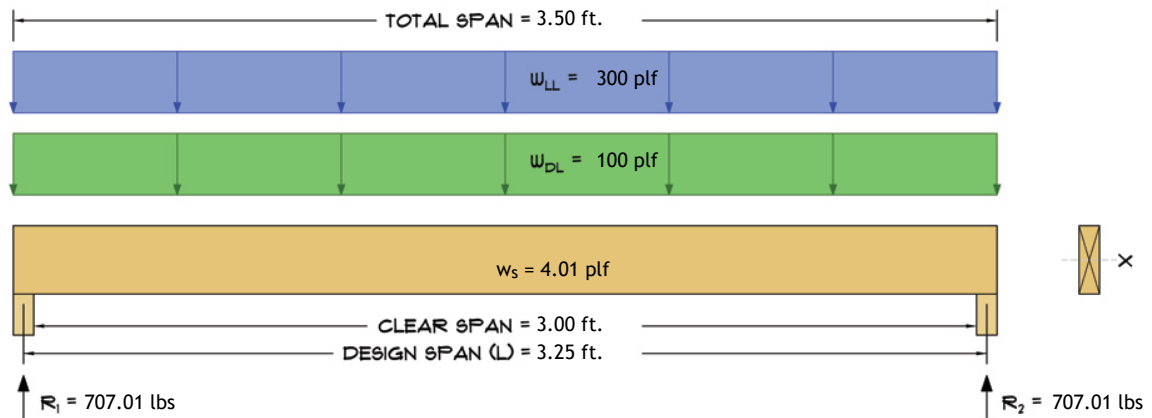 TOTAL SPAN = 3.50 ft.
wLL = 300 plf
wDL = 100 plf
ws = 4.01 plf
X
CLEAR SPAN = 3.00 ft.
DESIGN SPAN (L) = 3.25 ft.
R1 = 707.01 lbs
R2 = 707.01 lbs